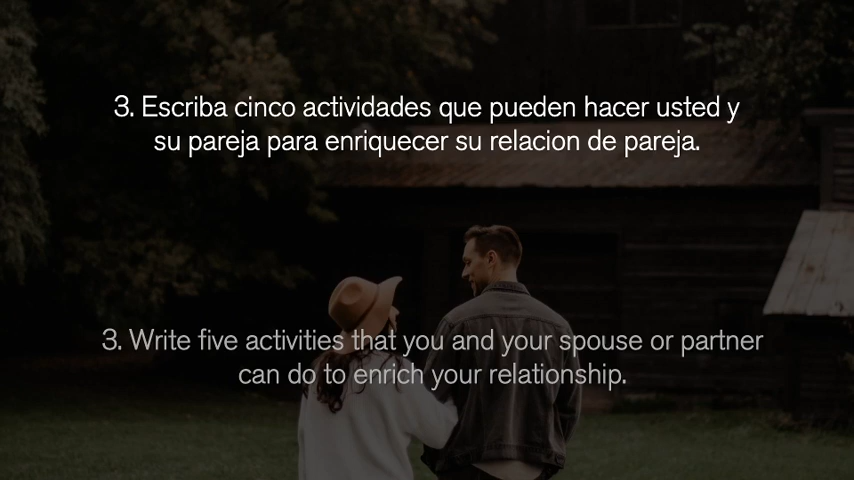 3. Escriba cinco actividades que pueden hacer usted y
su pareja para enriquecer su relacion de pareja.
3. Write five activities that you and your spouse or partner
can do to enrich your relationship.